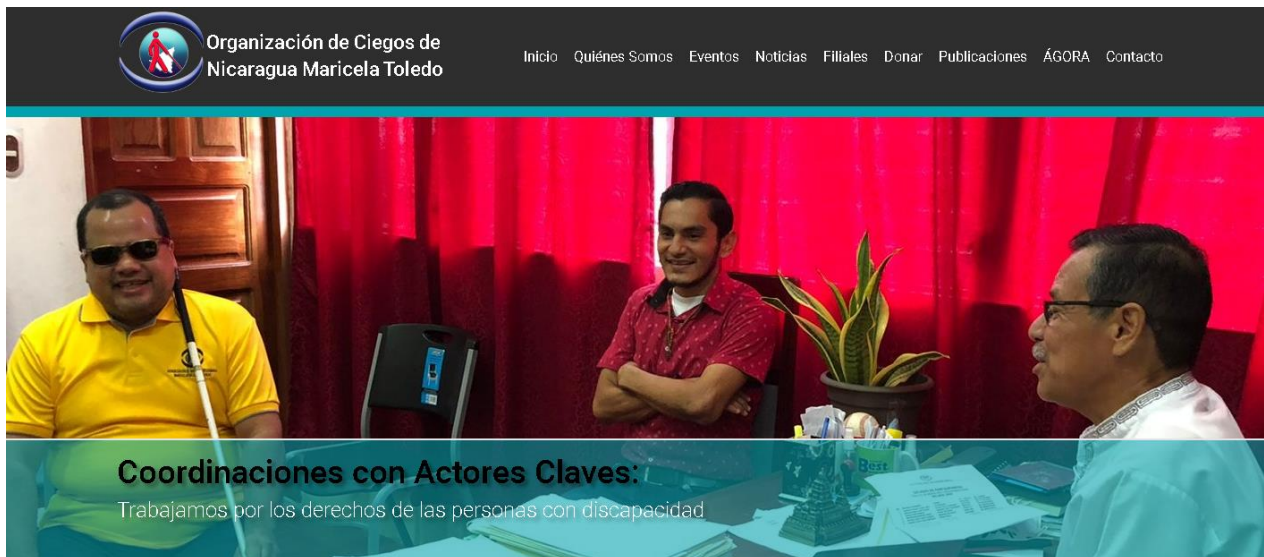 Organización de Ciegos de
Nicaragua Maricela Toledo
Inicio Quiénes Somos Eventos Noticias Filiales Donar Publicaciones ÁGORA Contacto
Best
Coordinaciones con Actores Claves:
Trabajamos por los derechos de las personas con discapacidad